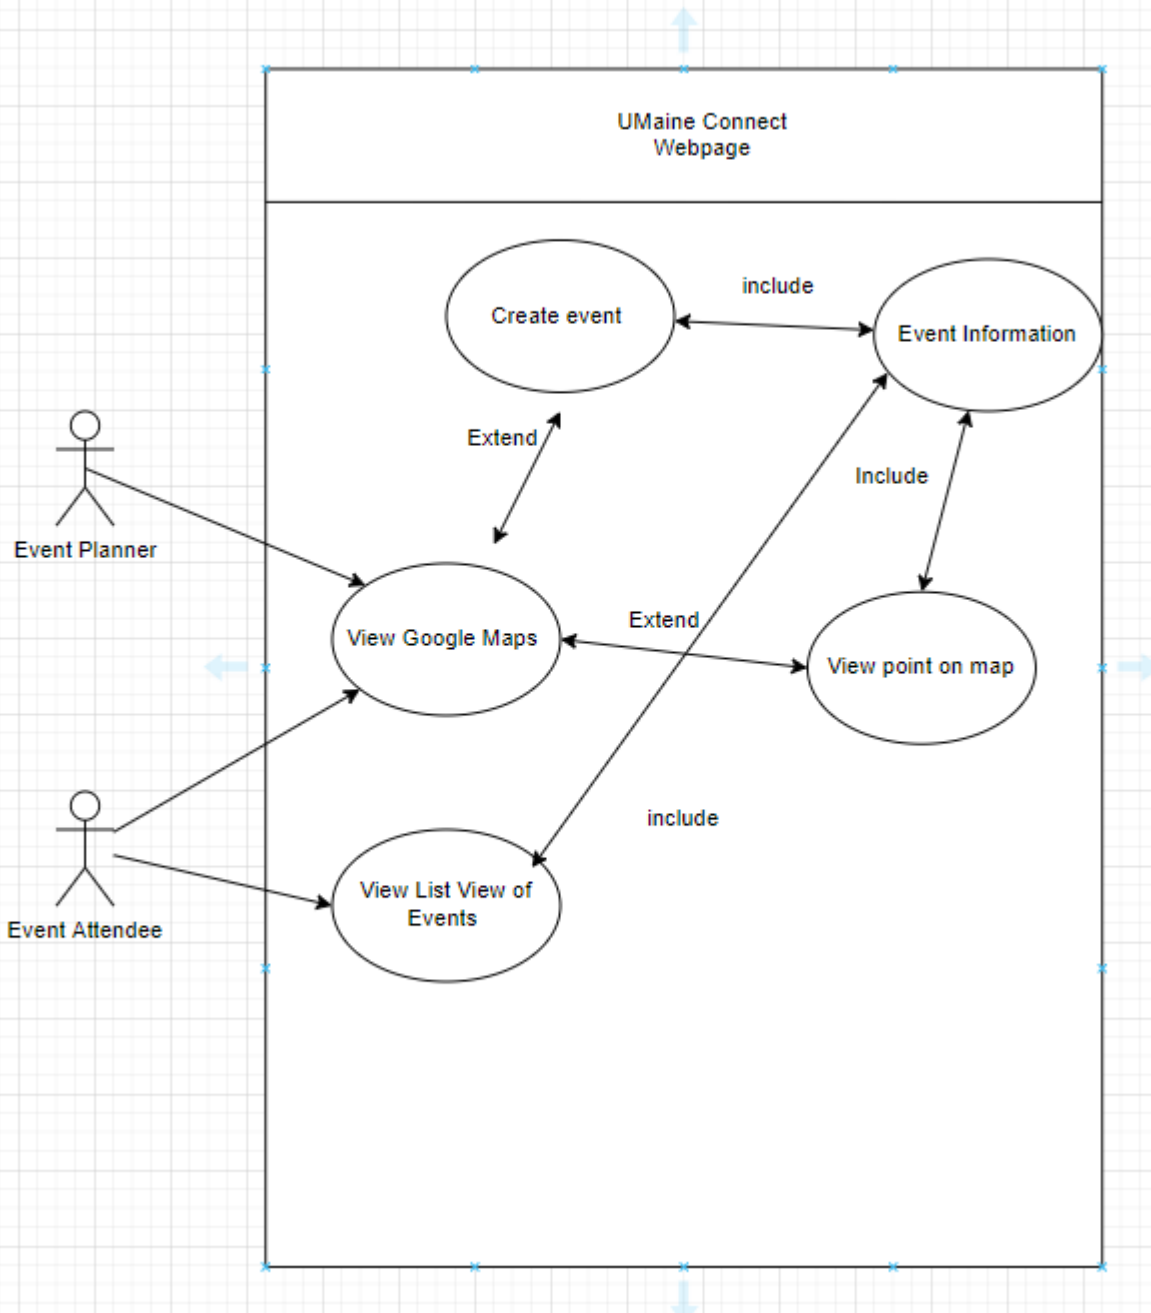 UMaine Connect
Webpage
Create event
include
Event Information
Extend
Include
Event Planner
View Google Maps
Extend
View point on map
include
View List View of
Events
Event Attendee